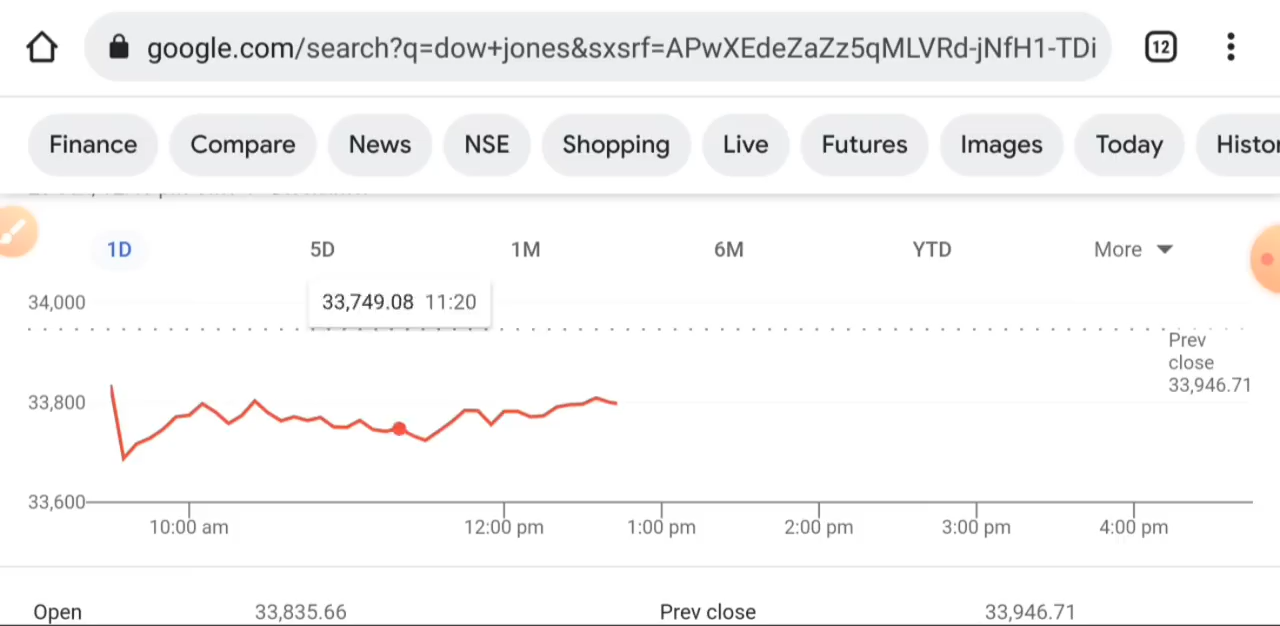 google.com/search?q=dow+jones&sxsrf=APwXEdeZaZz5qMLVRd-jNfH1-TDi 12
Finance Compare News NSE Shopping Live Futures Images Today Histor
1D 5D 1M 6M YTD More
33,749.08 11:20
34,000
Prev
close
33,946.71
33,800
33,600
10:00 am 12:00 pm 1:00 pm 2:00 pm 3:00 pm 4:00 pm
Open 33,835.66 Prev close 33,946.71